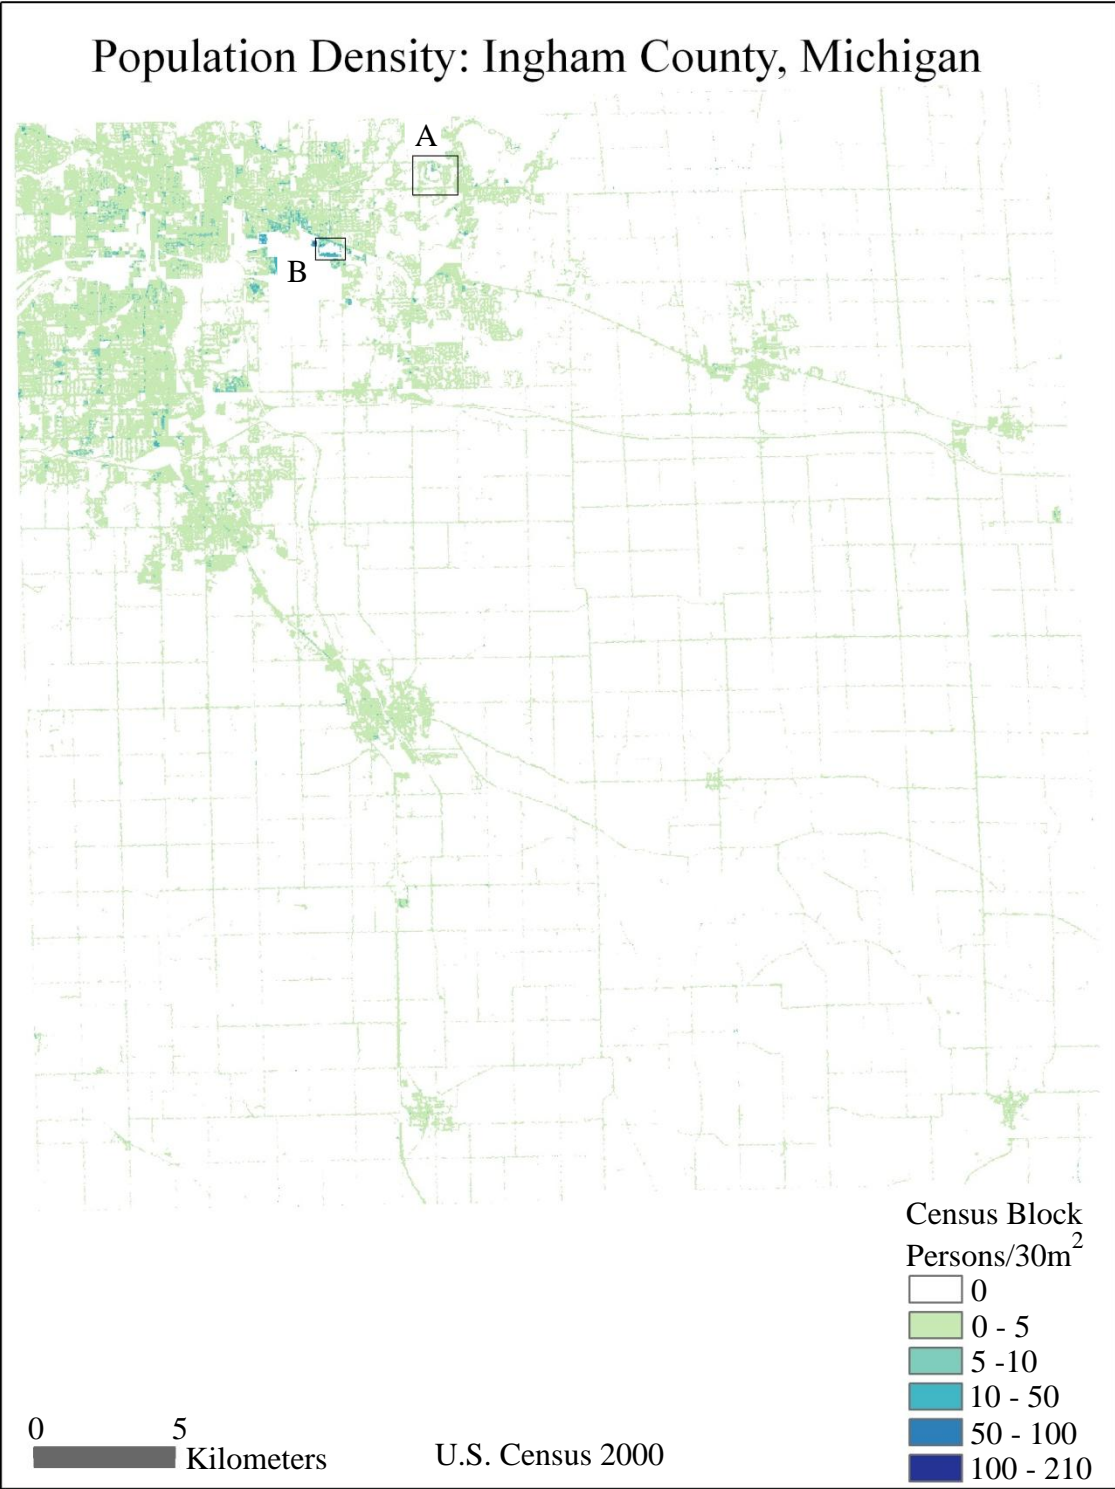 Population Density: Ingham County, Michigan
A
B
Census Block
Persons/30m²
0
0 - 5
5 -10
10 - 50
50 - 100
100 - 210
0 5
Kilometers
U.S. Census 2000